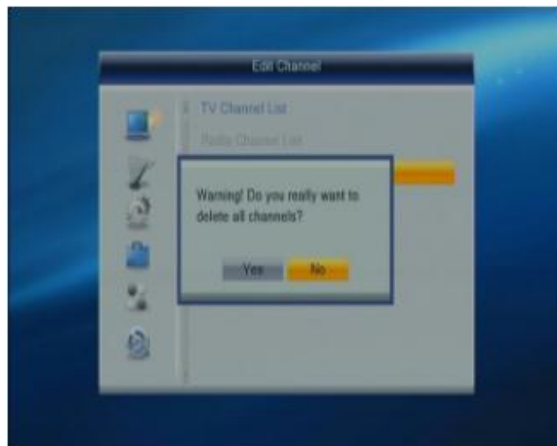 Edit Channel
TV Channel List
Radio Channel List
Warning! Do you really want to
delete all channels?
Yes
No